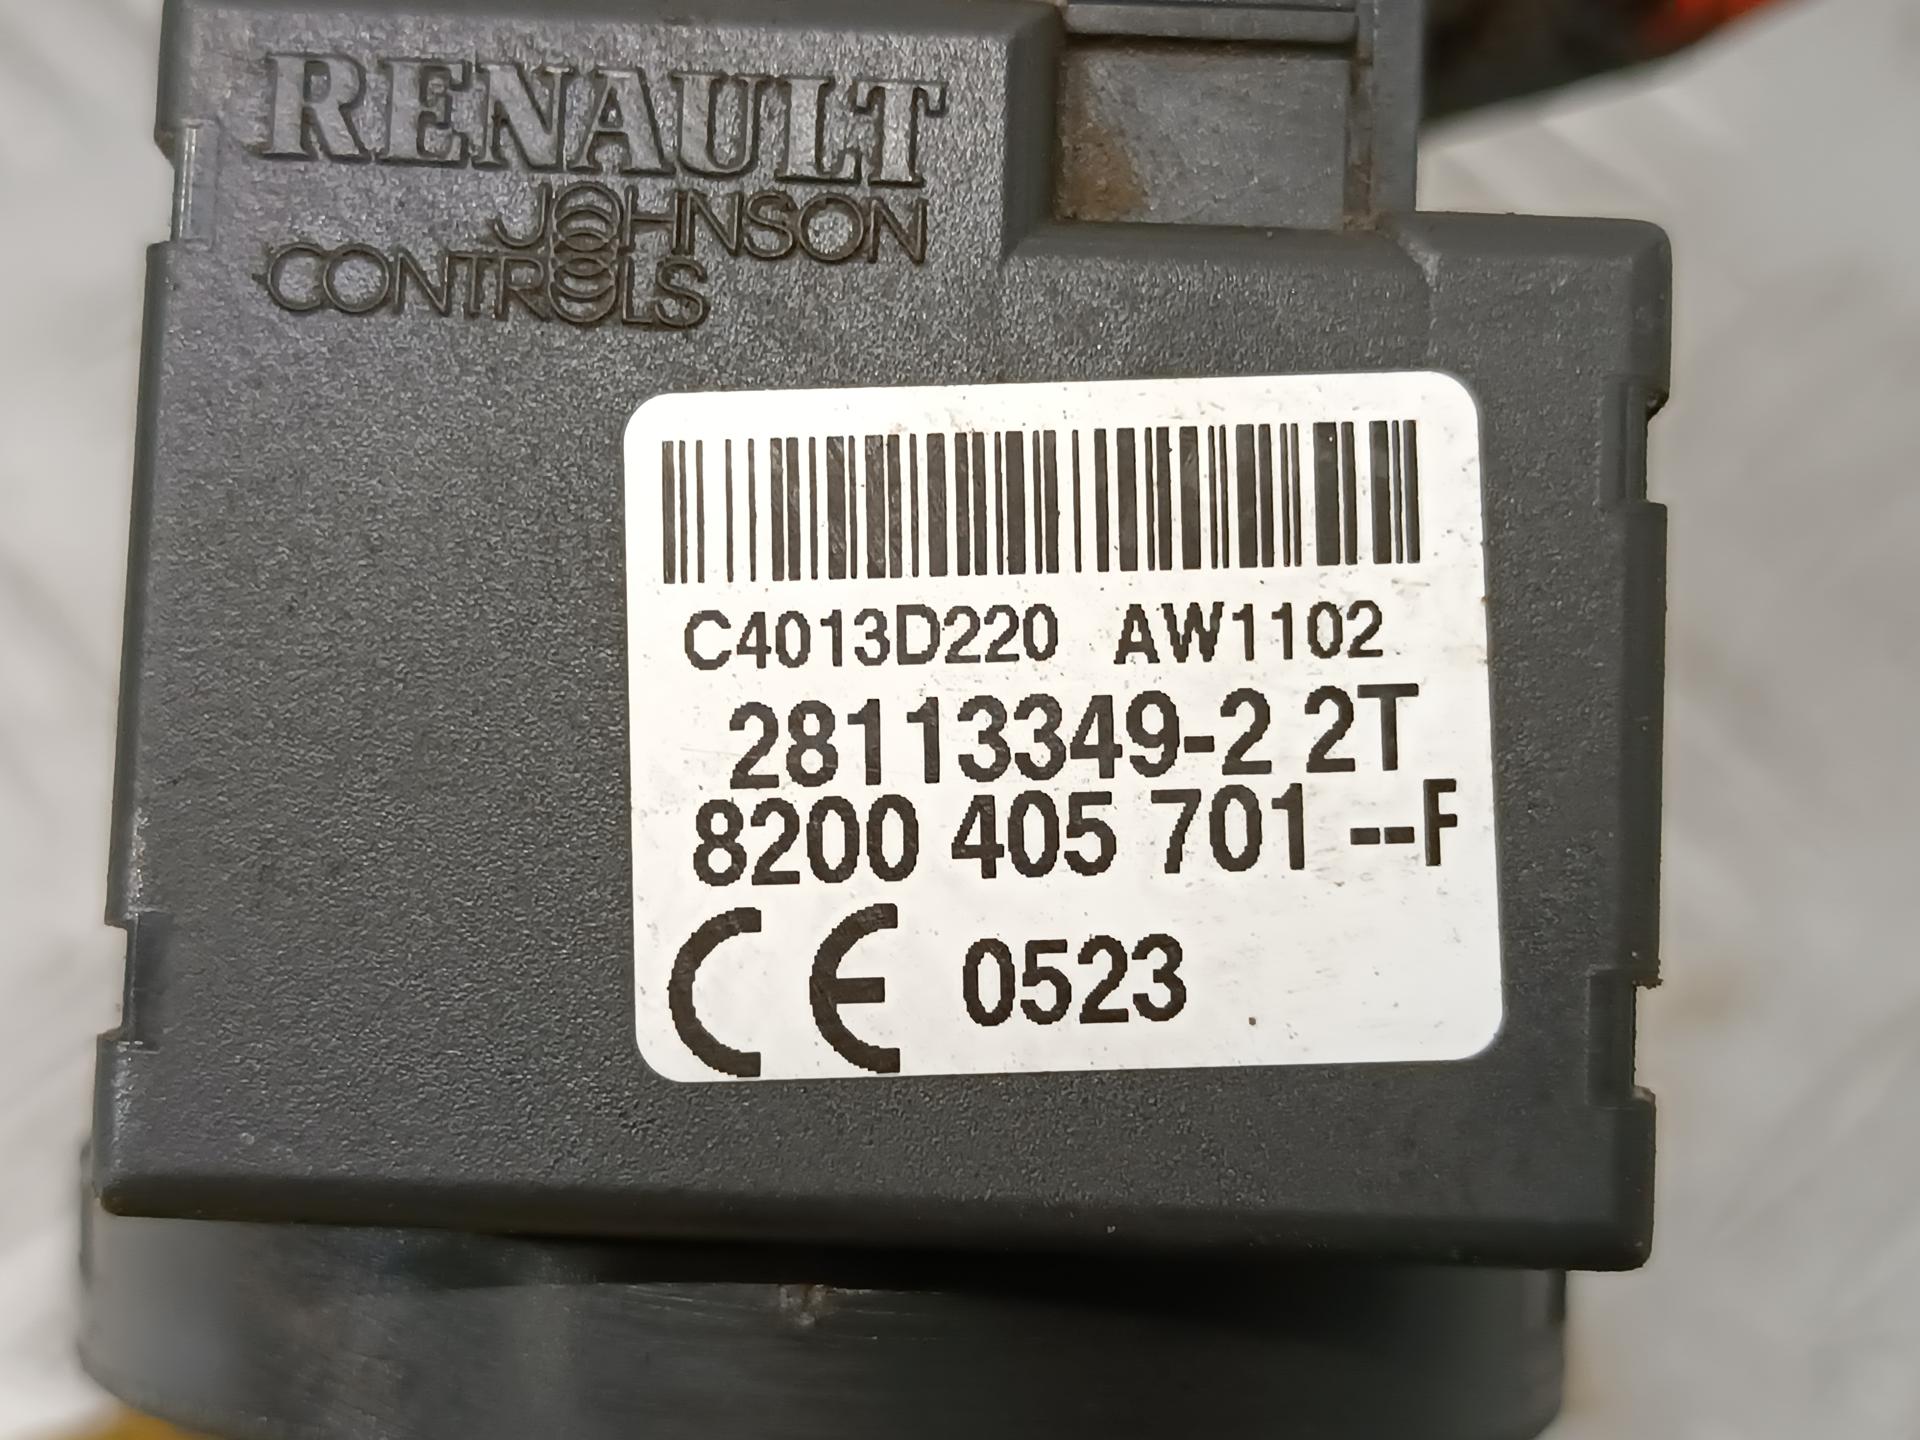 RENAULT
JOHNSON
CONTROLS
C4013D220 AW1102
28113349-2 2T
8200 405 701 --F
CE 0523